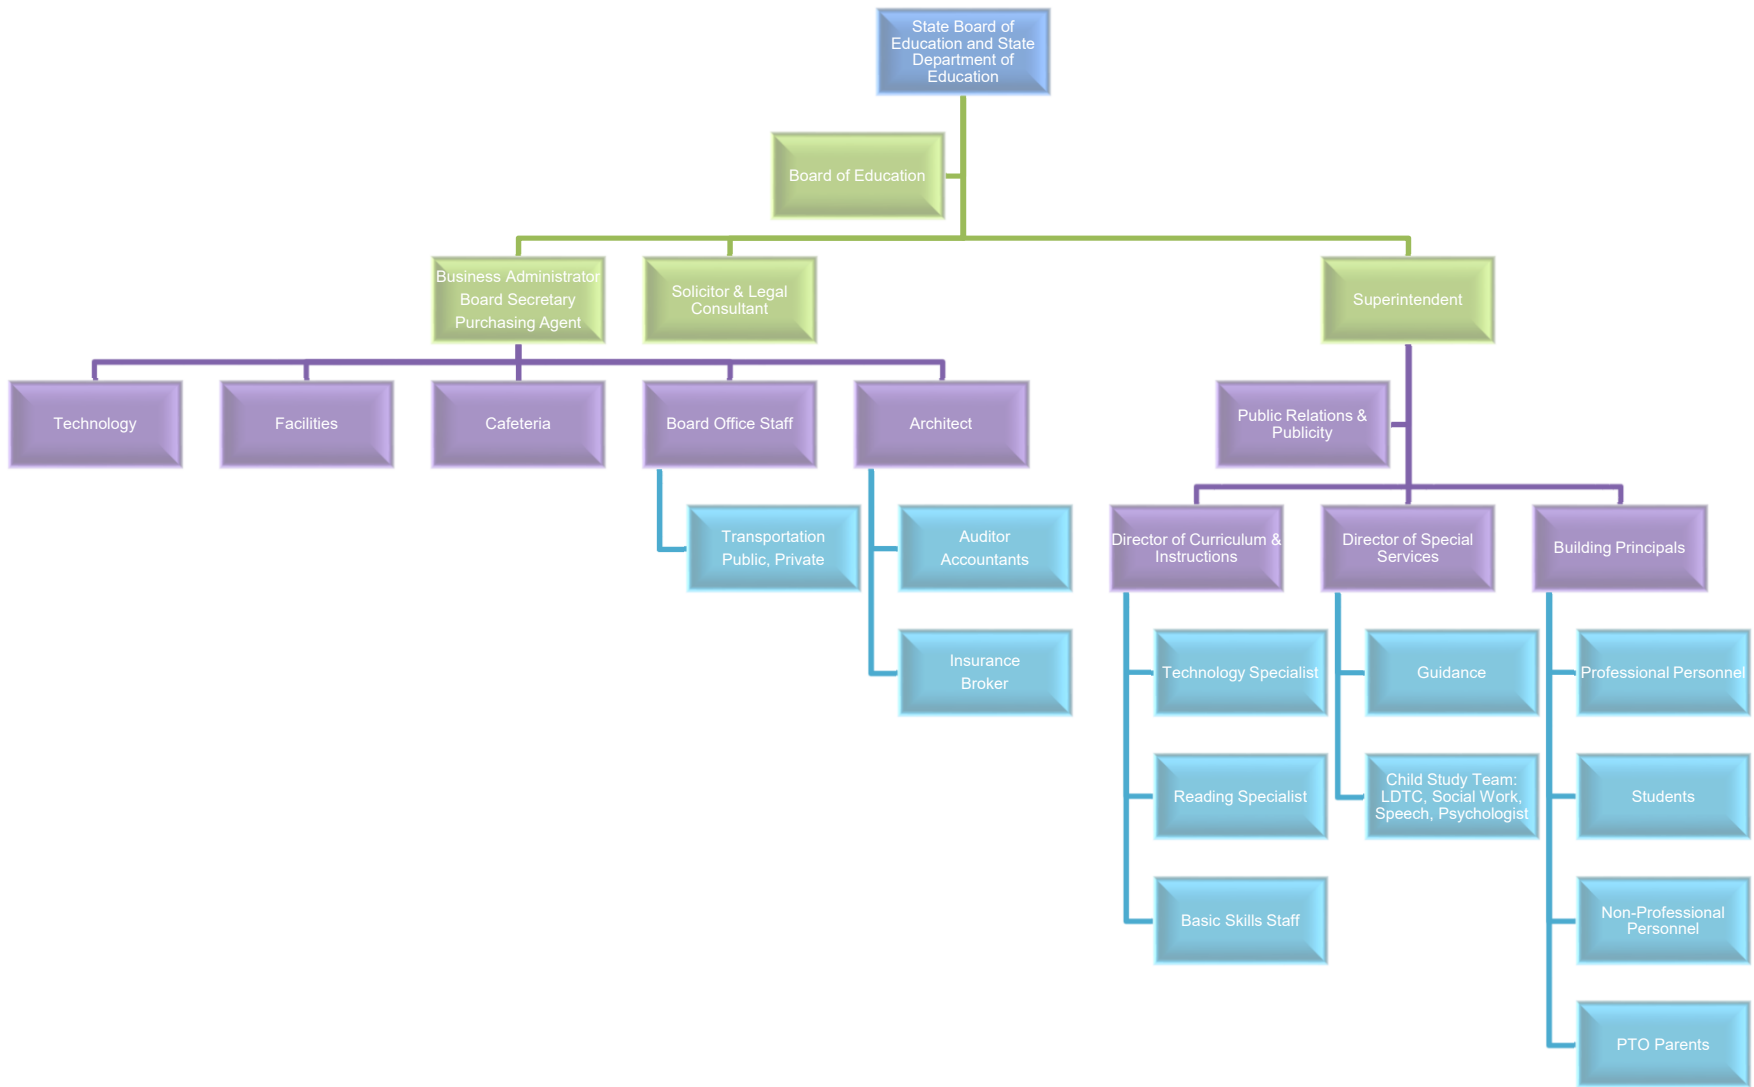 State Board of
Education and State
Department of
Education
Board of Education
Business Administrator
Board Secretary
Purchasing Agent
Solicitor & Legal
Consultant
Superintendent
Technology
Facilities
Cafeteria
Board Office Staff
Architect
Public Relations &
Publicity
Transportation
Public, Private
Auditor
Accountants
Director of Curriculum &
Instructions
Director of Special
Services
Building Principals
Insurance
Broker
Technology Specialist
Guidance
Professional Personnel
Reading Specialist
Child Study Team:
LDTC, Social Work,
Speech, Psychologist
Students
Basic Skills Staff
Non-Professional
Personnel
PTO Parents